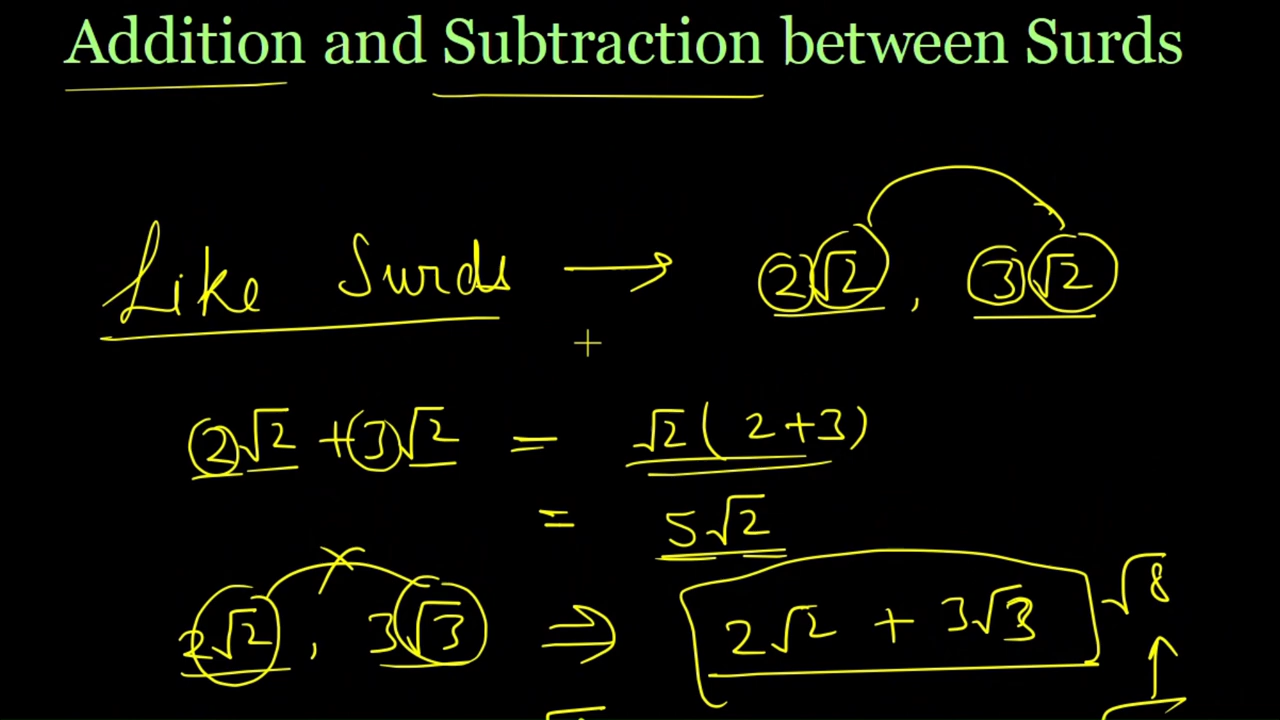 Addition and Subtraction between Surds
Like Surds → 2√2 , 3√2
2√2 + 3√2 = √2 ( 2+3)
= 5√2
2√2 , 3√3 ⇒ 2√2 + 3√3 √8